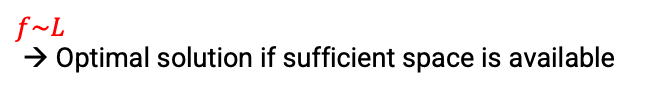 f~L
→ Optimal solution if sufficient space is available